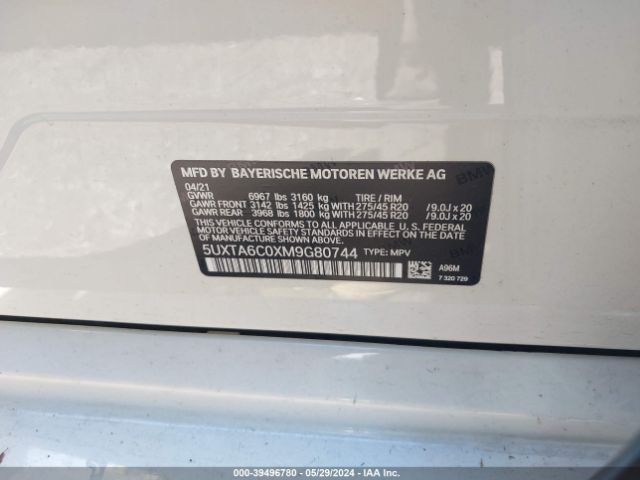 MFD BY BAYERISCHE MOTOREN WERKE AG
04/21
GVWR 6967 lbs 3160 kg TIRE / RIM
GAWR FRONT 3142 lbs 1425 kg WITH 275/45 R20 / 9.0J x 20
GAWR REAR 3968 lbs 1800 kg WITH 275/45 R20 / 9.0J x 20
THIS VEHICLE CONFORMS TO ALL APPLICABLE U.S. FEDERAL
MOTOR VEHICLE SAFETY STANDARDS IN EFFECT
ON THE DATE OF MANUFACTURE SHOWN ABOVE.
5UXTA6C0XM9G80744 TYPE: MPV
A96M
7 320 729
000-39496780 - 05/29/2024 - IAA Inc.